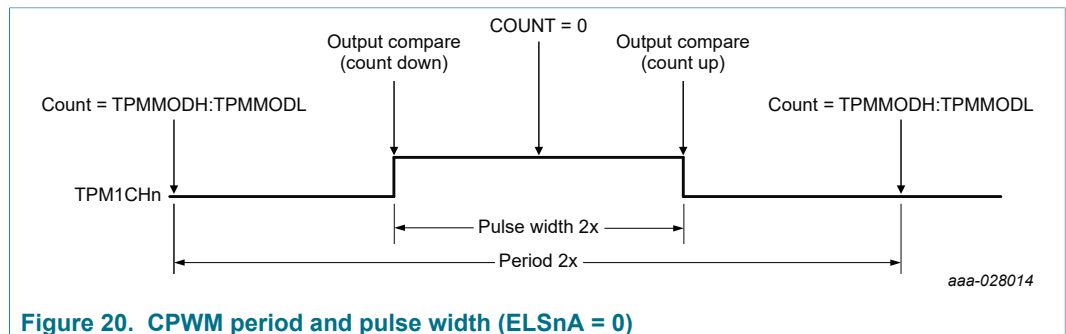 COUNT = 0
Output compare
(count down)
Output compare
(count up)
Count = TPMMODH:TPMMODL
Count = TPMMODH:TPMMODL
TPM1CHn
Pulse width 2x
Period 2x
aaa-028014
Figure 20. CPWM period and pulse width (ELSnA = 0)